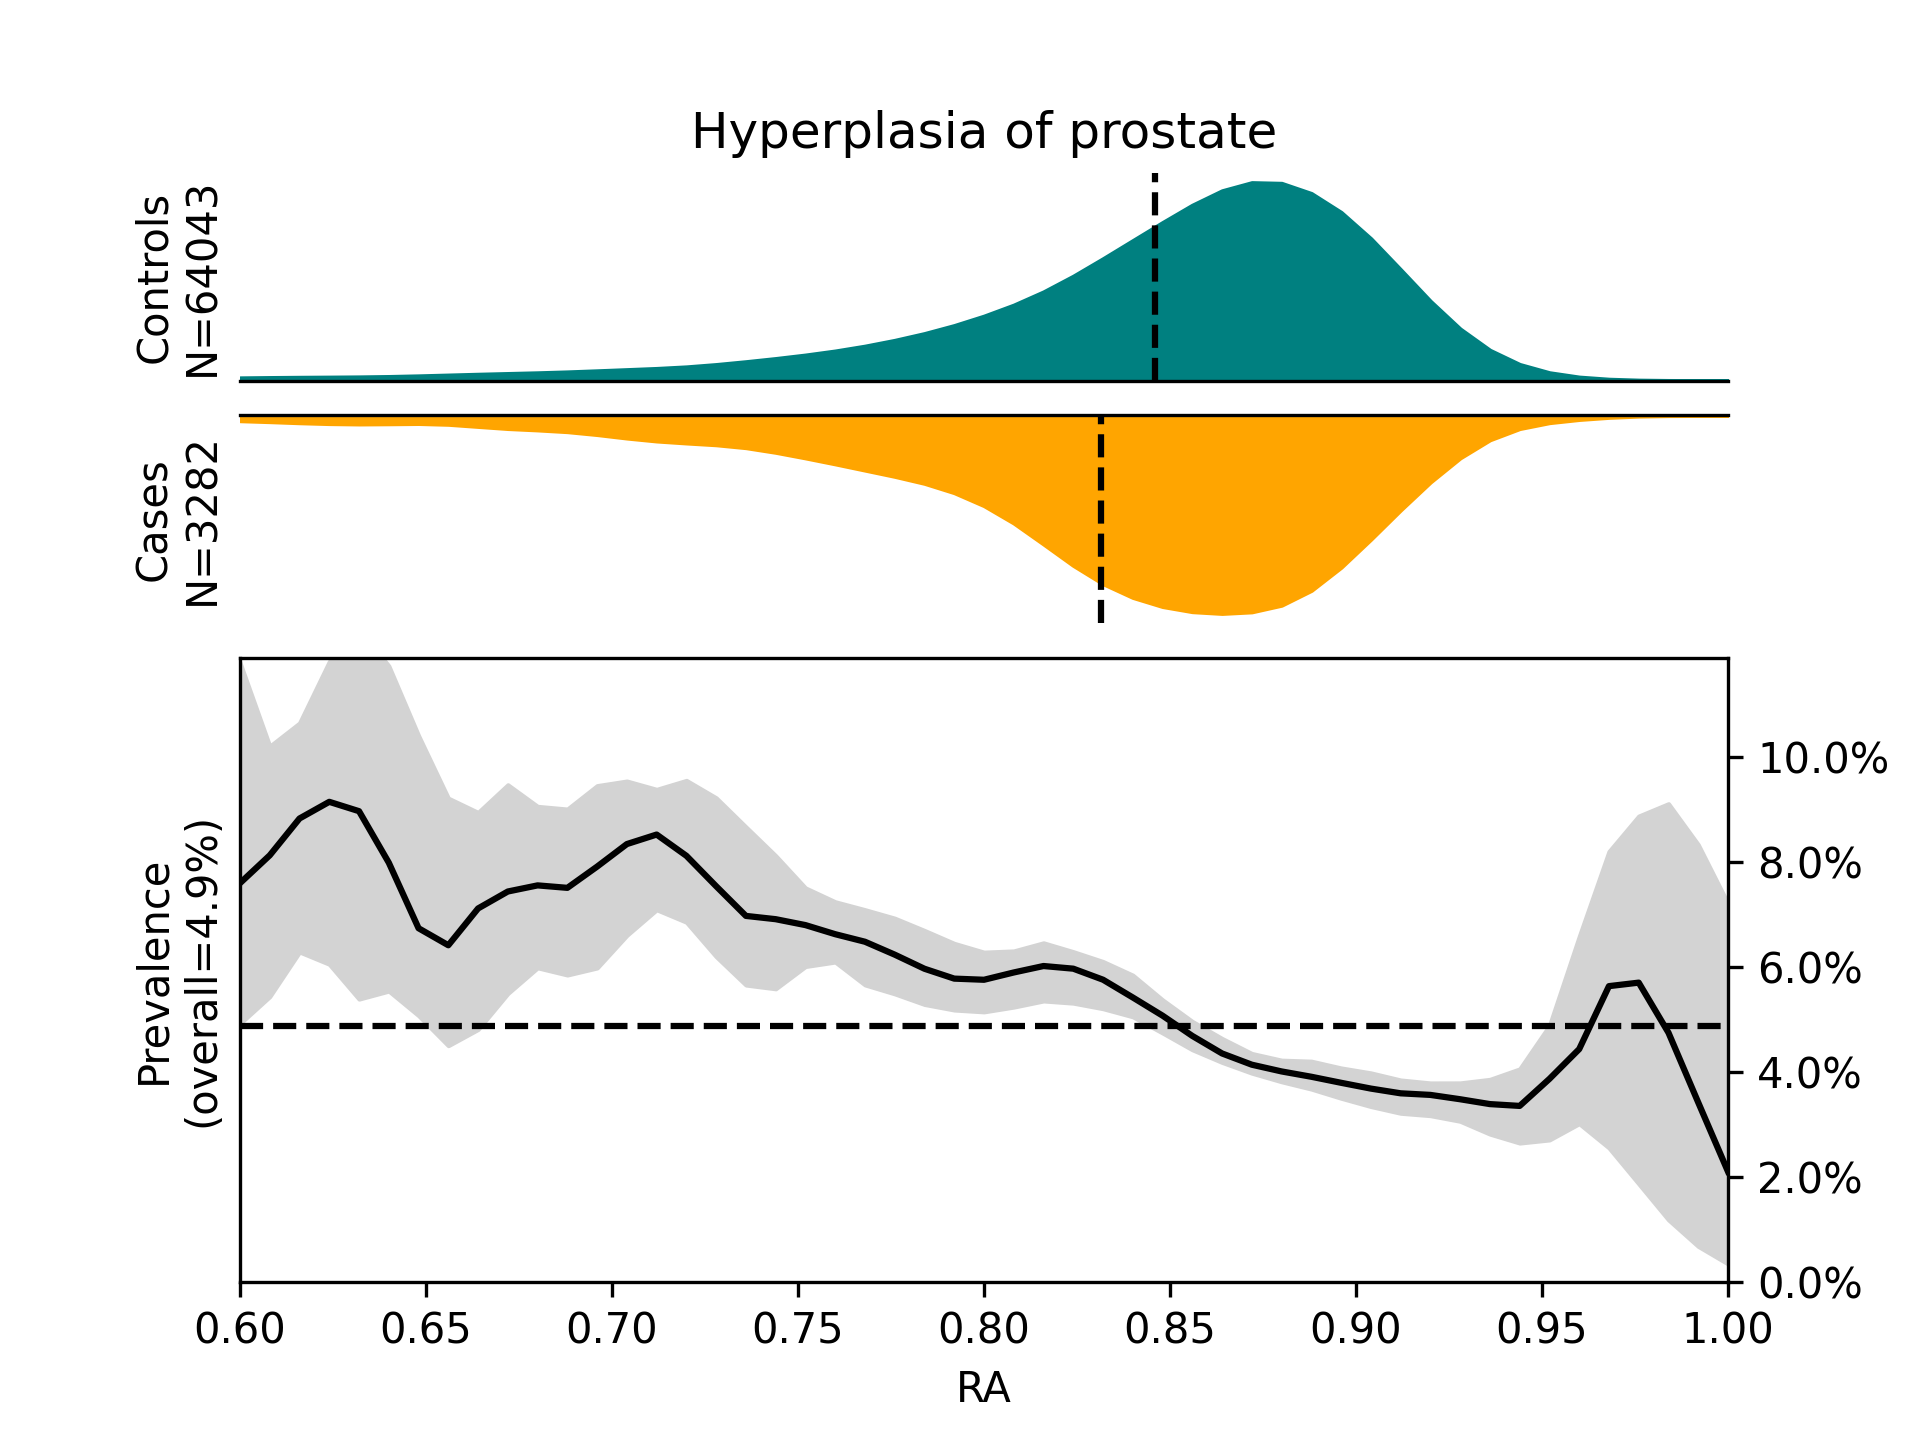 Hyperplasia of prostate
Controls
N=64043
Cases
N=3282
Prevalence
(overall=4.9%)
10.0%
8.0%
6.0%
4.0%
2.0%
0.0%
0.60 0.65 0.70 0.75 0.80 0.85 0.90 0.95 1.00
RA